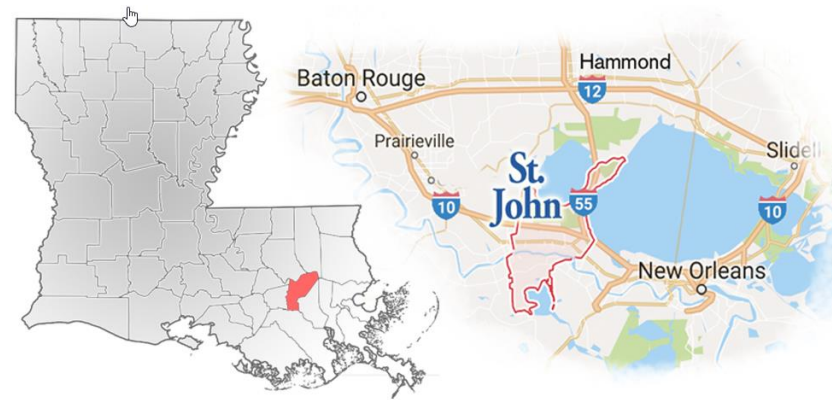 Hammond
Baton Rouge
12
Prairieville
Slidell
St.
John
10
55
10
New Orleans